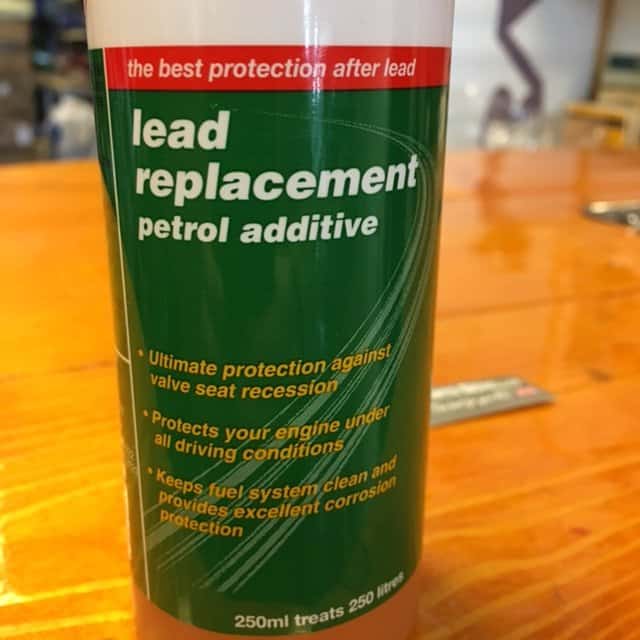 the best protection after lead
lead
replacement
petrol additive
• Ultimate protection against
valve seat recession
• Protects your engine under
all driving conditions
• Keeps fuel system clean and
provides excellent corrosion
protection
250ml treats 250 litres